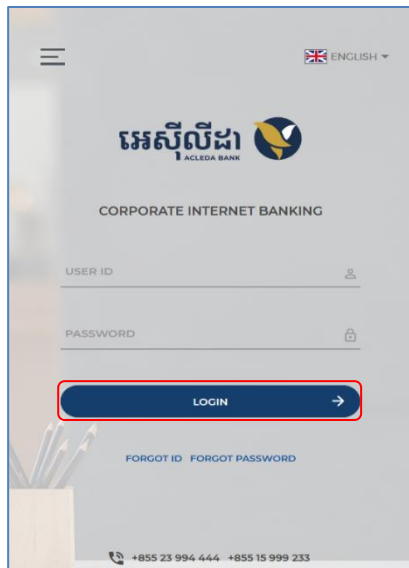 ENGLISH
អេស៊ីលីដា
ACLEDA BANK
CORPORATE INTERNET BANKING
USER ID
PASSWORD
LOGIN
FORGOT ID FORGOT PASSWORD
+855 23 994 444 +855 15 999 233